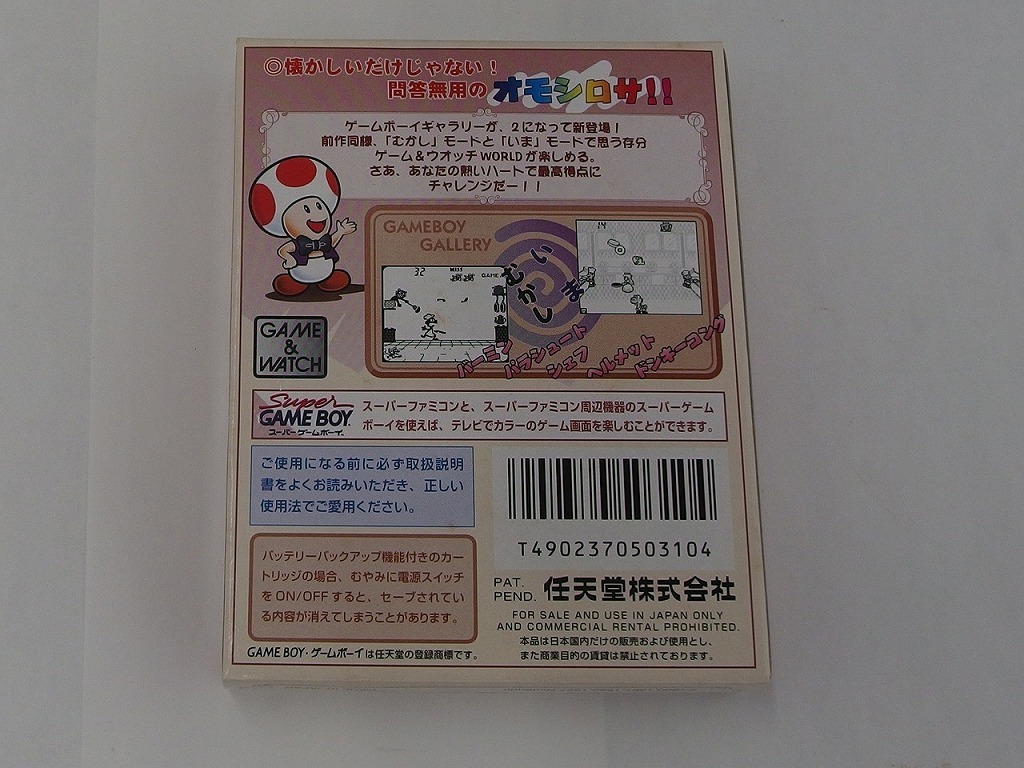 ◎懐かしいだけじゃない!
問答無用のオモシロサ!!
ゲームボーイギャラリーが、2になって新登場!
前作同様、「むかし」モードと「いま」モードで思う存分
ゲーム&ウオッチWORLDが楽しめる。
さあ、あなたの熱いハートで最高得点に
チャレンジだー!!
GAMEBOY
GALLERY
いま
むかし
14
32
MISS
GAME A
バーミン
パラシュート
シェフ
ヘルメット
ドンキーコング
GAME
&
WATCH
Super
GAME BOY
スーパーゲームボーイ.
スーパーファミコンと、スーパーファミコン周辺機器のスーパーゲーム
ボーイを使えば、テレビでカラーのゲーム画面を楽しむことができます。
ご使用になる前に必ず取扱説明
書をよくお読みいただき、正しい
使用法でご愛用ください。
バッテリーバックアップ機能付きのカー
トリッジの場合、むやみに電源スイッチ
をON/OFFすると、セーブされてい
る内容が消えてしまうことがあります。
T4902370503104
PAT.
PEND.
任天堂株式会社
FOR SALE AND USE IN JAPAN ONLY
AND COMMERCIAL RENTAL PROHIBITED.
本品は日本国内だけの販売および使用とし、
また商業目的の賃貸は禁止されております。
GAME BOY・ゲームボーイは任天堂の登録商標です。